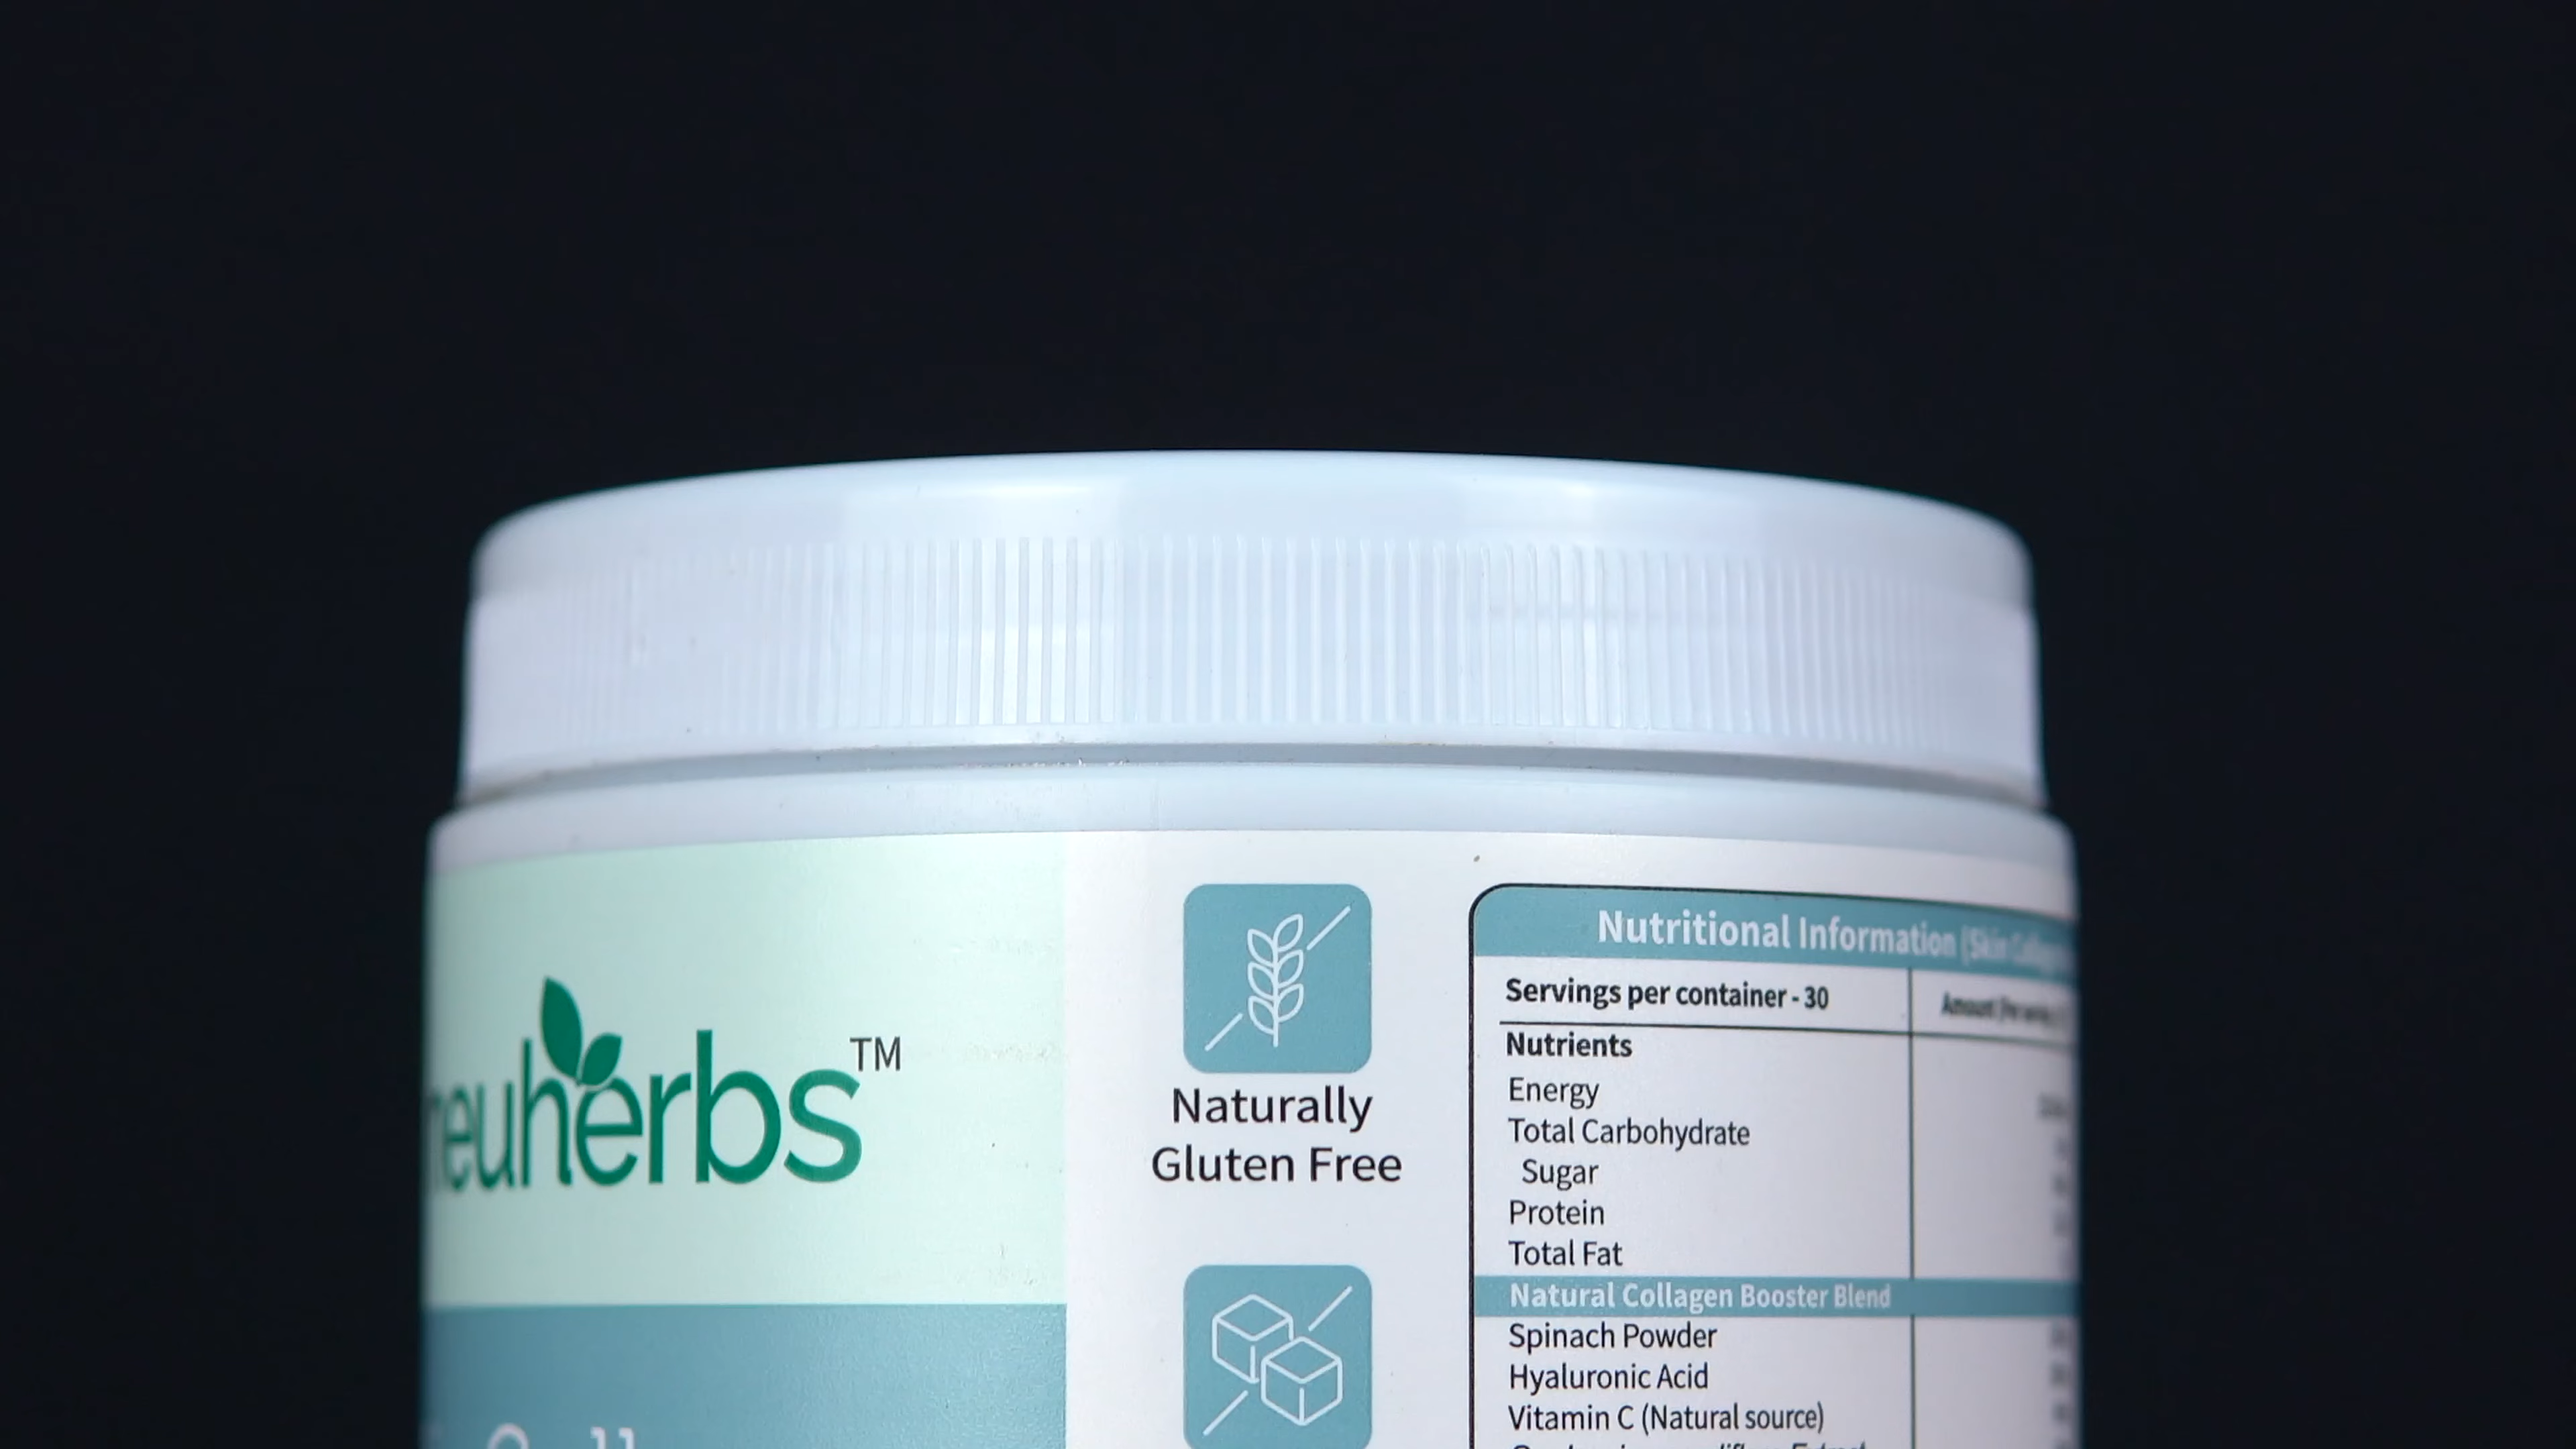 neuherbs™
Naturally
Gluten Free
Nutritional Information (Skin
Servings per container - 30
Nutrients
Energy
Total Carbohydrate
Sugar
Protein
Total Fat
Natural Collagen Booster Blend
Spinach Powder
Hyaluronic Acid
Vitamin C (Natural source)